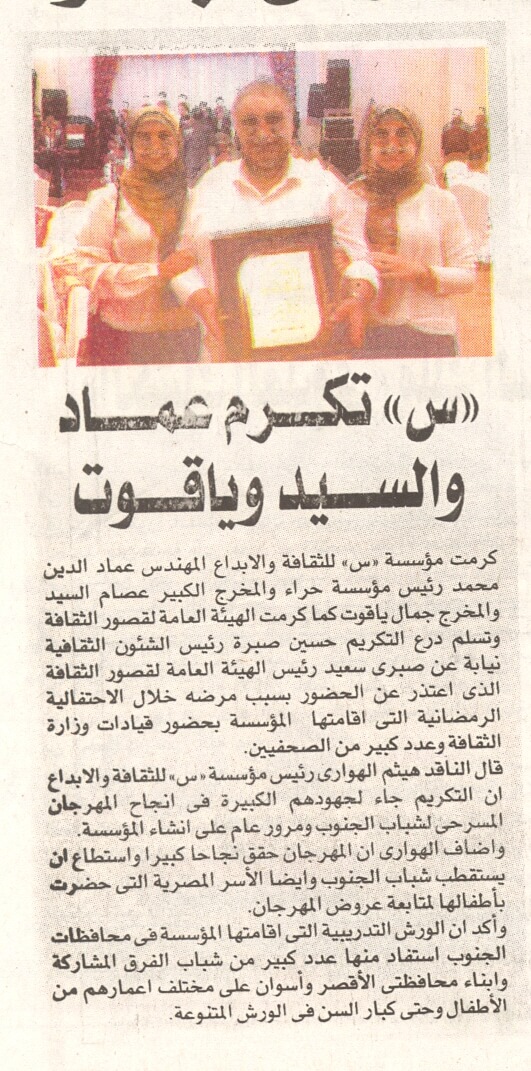 «س» تكرم عماد
والسيد وياقوت
كرمت مؤسسة «س» للثقافة والابداع المهندس عماد الدين
محمد رئيس مؤسسة حراء والمخرج الكبير عصام السيد
والمخرج جمال ياقوت كما كرمت الهيئة العامة لقصور الثقافة
وتسلم درع التكريم حسين صبرة رئيس الشئون الثقافية
نيابة عن صبرى سعيد رئيس الهيئة العامة لقصور الثقافة
الذى اعتذر عن الحضور بسبب مرضه خلال الاحتفالية
الرمضانية التى اقامتها المؤسسة بحضور قيادات وزارة
الثقافة وعدد كبير من الصحفيين.
قال الناقد هيثم الهوارى رئيس مؤسسة «س» للثقافة والابداع
ان التكريم جاء لجهودهم الكبيرة فى انجاح المهرجان
المسرحى لشباب الجنوب ومرور عام على انشاء المؤسسة.
واضاف الهوارى ان المهرجان حقق نجاحا كبيرا واستطاع ان
يستقطب شباب الجنوب وايضا الأسر المصرية التى حضرت
بأطفالها لمتابعة عروض المهرجان.
وأكد ان الورش التدريبية التى اقامتها المؤسسة فى محافظات
الجنوب استفاد منها عدد كبير من شباب الفرق المشاركة
وابناء محافظتى الأقصر وأسوان على مختلف اعمارهم من
الأطفال وحتى كبار السن فى الورش المتنوعة.